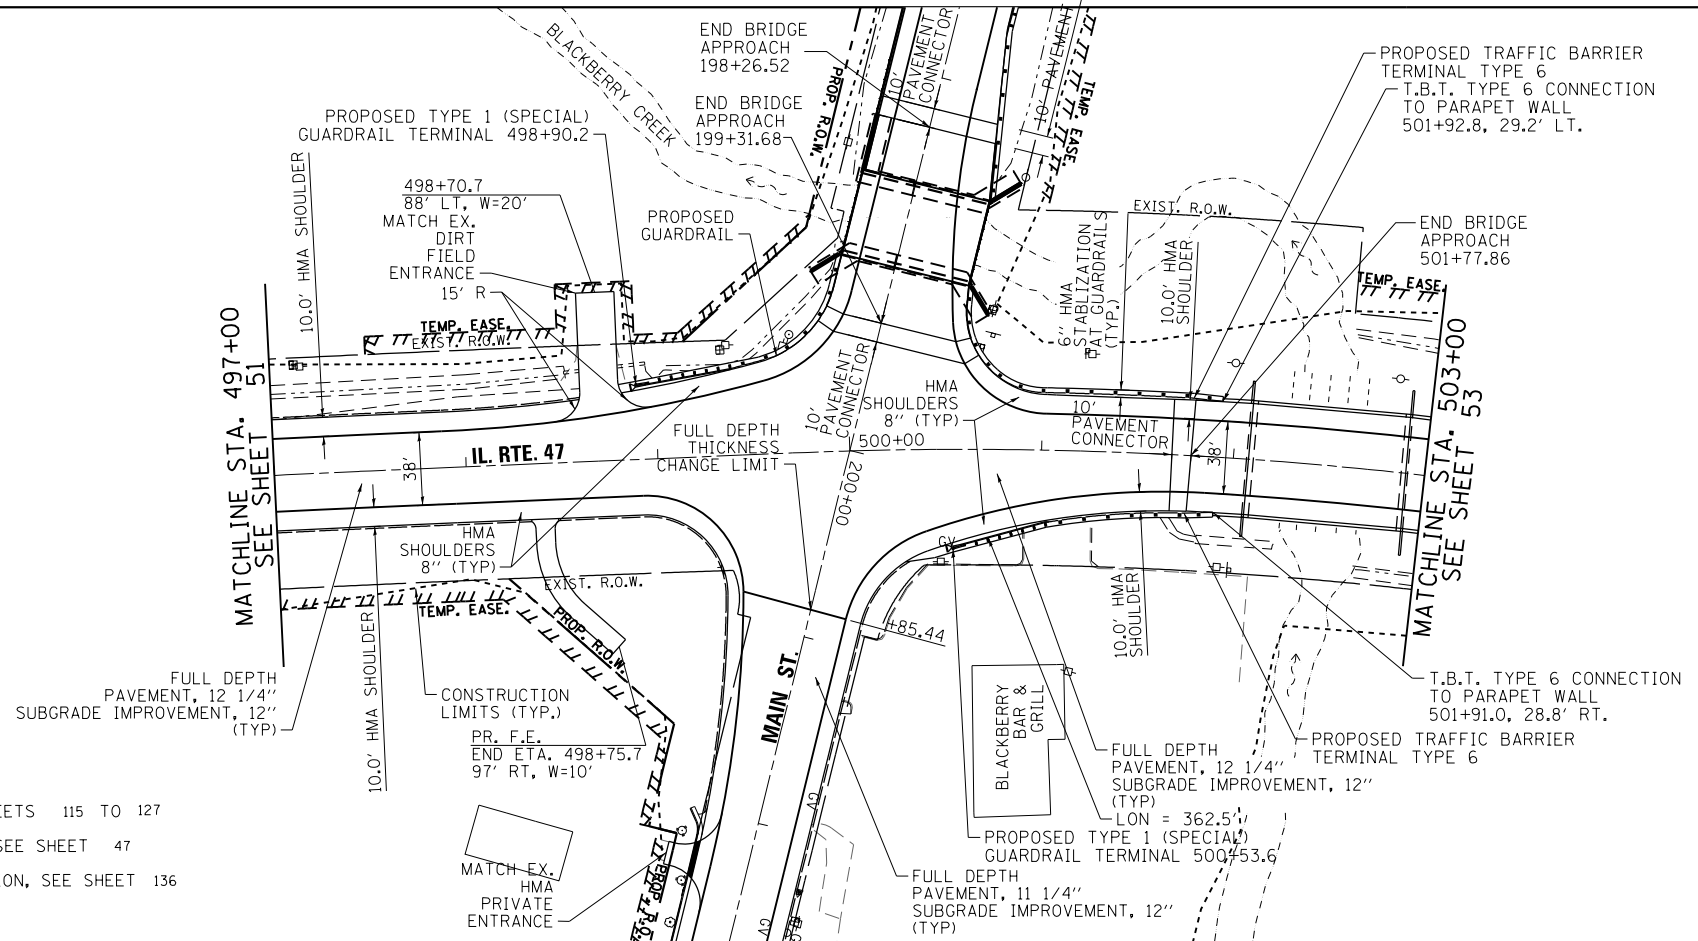 END BRIDGE
APPROACH
198+26.52
END BRIDGE
APPROACH
199+31.68
BLACKBERRY CREEK
PROPOSED TYPE 1 (SPECIAL)
GUARDRAIL TERMINAL 498+90.2
498+70.7
88' LT, W=20'
MATCH EX.
DIRT
FIELD
ENTRANCE
15' R
PROPOSED
GUARDRAIL
10.0' HMA SHOULDER
PROP. R.O.W.
10'
PAVEMENT
CONNECTOR
10' PAVEMENT
TEMP. EASE.
PROPOSED TRAFFIC BARRIER
TERMINAL TYPE 6
T.B.T. TYPE 6 CONNECTION
TO PARAPET WALL
501+92.8, 29.2' LT.
EXIST. R.O.W.
END BRIDGE
APPROACH
501+77.86
6" HMA
STABLIZATION
AT GUARDRAILS
(TYP.)
10.0' HMA
SHOULDER
TEMP. EASE.
MATCHLINE STA. 497+00
SEE SHEET 51
TEMP. EASE.
EXIST. R.O.W.
MATCHLINE STA. 503+00
SEE SHEET 53
10'
PAVEMENT
CONNECTOR
HMA
SHOULDERS
8" (TYP)
10'
PAVEMENT
CONNECTOR
FULL DEPTH
THICKNESS
CHANGE LIMIT
500+00
200+00
IL. RTE. 47
38'
38'
HMA
SHOULDERS
8" (TYP)
GV
EXIST. R.O.W.
TEMP. EASE.
PROP. R.O.W.
10.0' HMA SHOULDER
+85.44
10.0' HMA
SHOULDER
FULL DEPTH
PAVEMENT, 12 1/4"
SUBGRADE IMPROVEMENT, 12"
(TYP)
CONSTRUCTION
LIMITS (TYP.)
PR. F.E.
END ETA. 498+75.7
97' RT, W=10'
MAIN ST.
BLACKBERRY
BAR &
GRILL
T.B.T. TYPE 6 CONNECTION
TO PARAPET WALL
501+91.0, 28.8' RT.
PROPOSED TRAFFIC BARRIER
TERMINAL TYPE 6
FULL DEPTH
PAVEMENT, 12 1/4"
SUBGRADE IMPROVEMENT, 12"
(TYP)
LON = 362.5'
PROPOSED TYPE 1 (SPECIAL)
GUARDRAIL TERMINAL 500+53.6
FULL DEPTH
PAVEMENT, 11 1/4"
SUBGRADE IMPROVEMENT, 12"
(TYP)
GV
GV
MATCH EX.
HMA
PRIVATE
ENTRANCE
PROP. R.O.
EETS 115 TO 127
SEE SHEET 47
ON, SEE SHEET 136